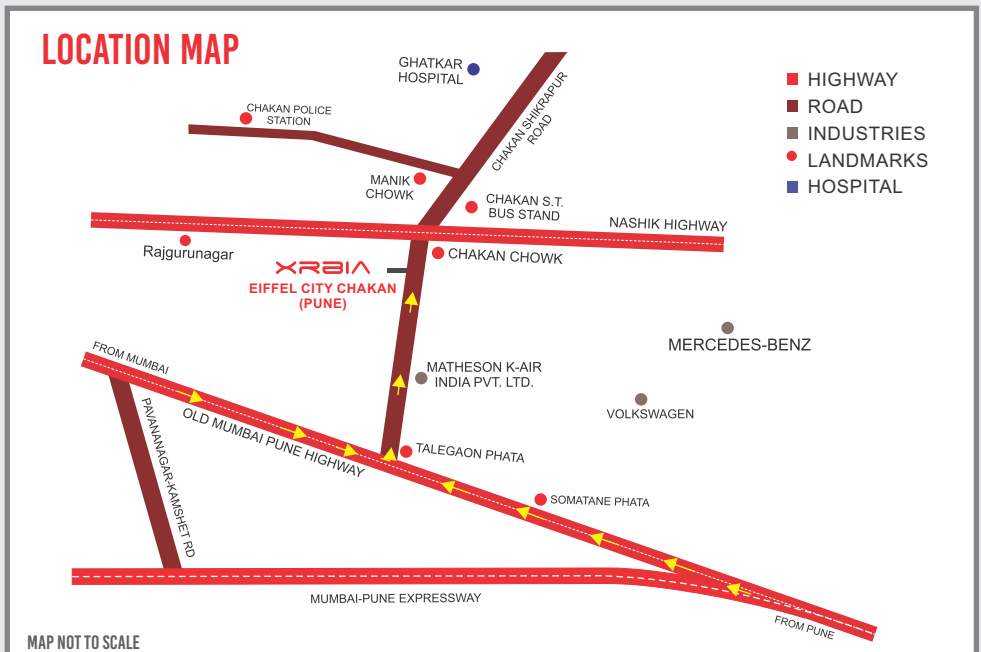 LOCATION MAP
GHATKAR
HOSPITAL
CHAKAN SHIKRAPUR
ROAD
HIGHWAY
ROAD
INDUSTRIES
LANDMARKS
HOSPITAL
CHAKAN POLICE
STATION
MANIK
CHOWK
CHAKAN S.T.
BUS STAND
NASHIK HIGHWAY
Rajgurunagar
CHAKAN CHOWK
XRBIA
EIFFEL CITY CHAKAN
(PUNE)
MERCEDES-BENZ
FROM MUMBAI
MATHESON K-AIR
INDIA PVT. LTD.
VOLKSWAGEN
PAVANANAGAR-KAMSHET RD
OLD MUMBAI PUNE HIGHWAY
TALEGAON PHATA
SOMATANE PHATA
MUMBAI-PUNE EXPRESSWAY
FROM PUNE
MAP NOT TO SCALE